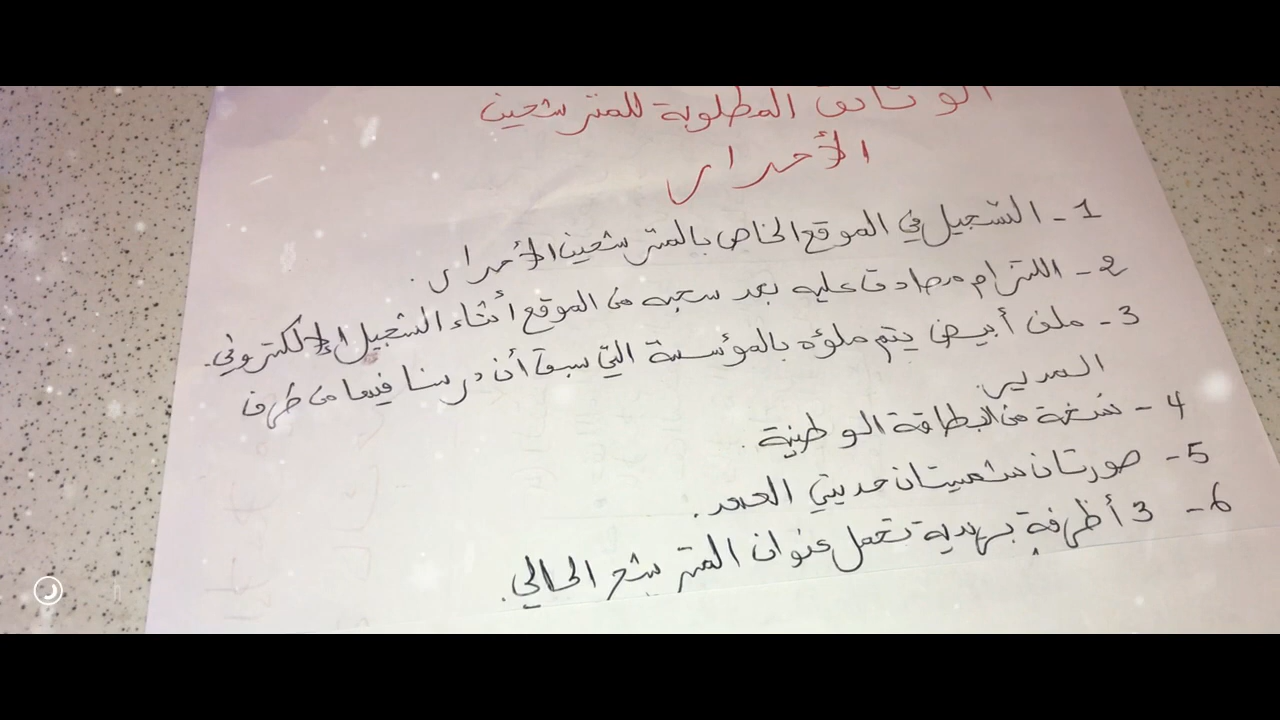 الوثائق المطلوبة للمترشحين
الأحرار
1- التسجيل في الموقع الخاص بالمترشحين الأحرار.
2- اللتزام مصادق عليه بعد سحبه من الموقع أثناء التسجيل الإلكتروني.
3- ملف أبيض يتم ملؤه بالمؤسسة التي سبق أن درسنا فيها من طرف
المدير.
4- نسخة من البطاقة الوطنية.
5- صورتان شمسيتان حديثي العهد.
6- 3 أظرفة بريدية تحمل عنوان المترشح الحالي.